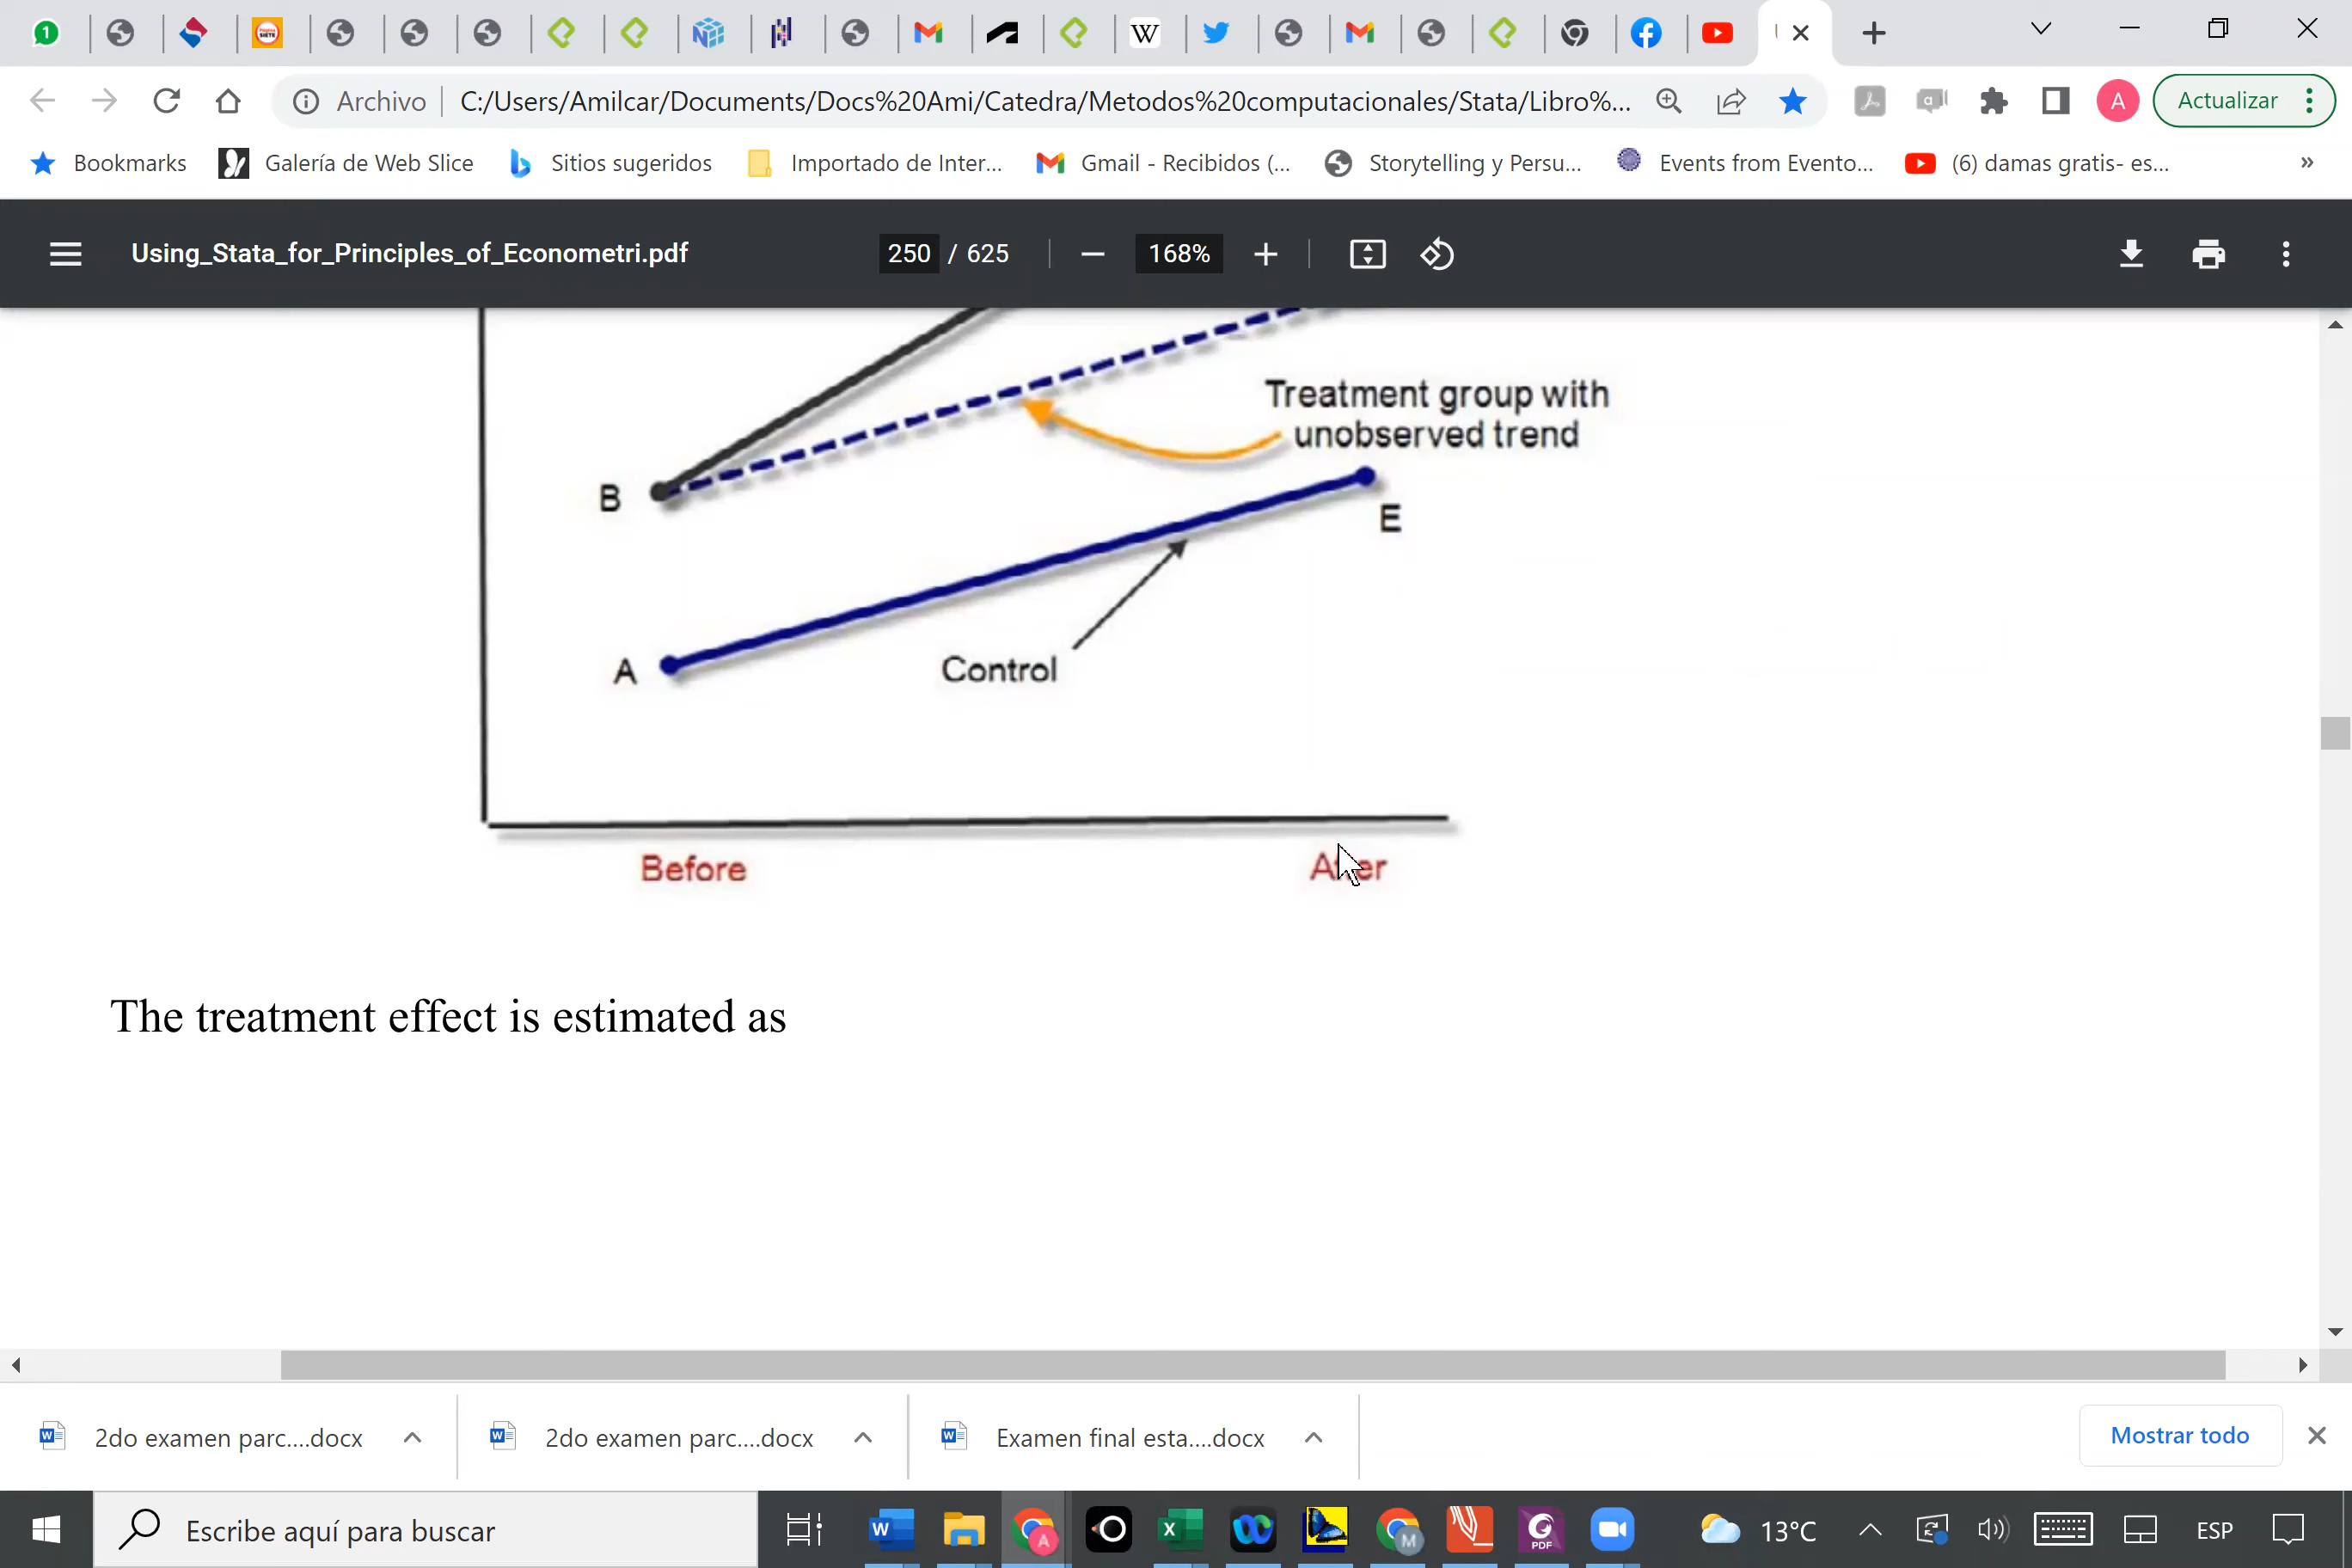 1
W
Archivo
C:/Users/Amilcar/Documents/Docs%20Ami/Catedra/Metodos%20computacionales/Stata/Libro%...
A
Actualizar
Bookmarks
Galería de Web Slice
Sitios sugeridos
Importado de Inter...
Gmail - Recibidos (...
Storytelling y Persu...
Events from Evento...
(6) damas gratis- es...
»
Using_Stata_for_Principles_of_Econometri.pdf
250 / 625
168%
Treatment group with
unobserved trend
B
E
A
Control
Before
After
The treatment effect is estimated as
2do examen parc....docx
2do examen parc....docx
Examen final esta....docx
Mostrar todo
Escribe aquí para buscar
13°C
ESP